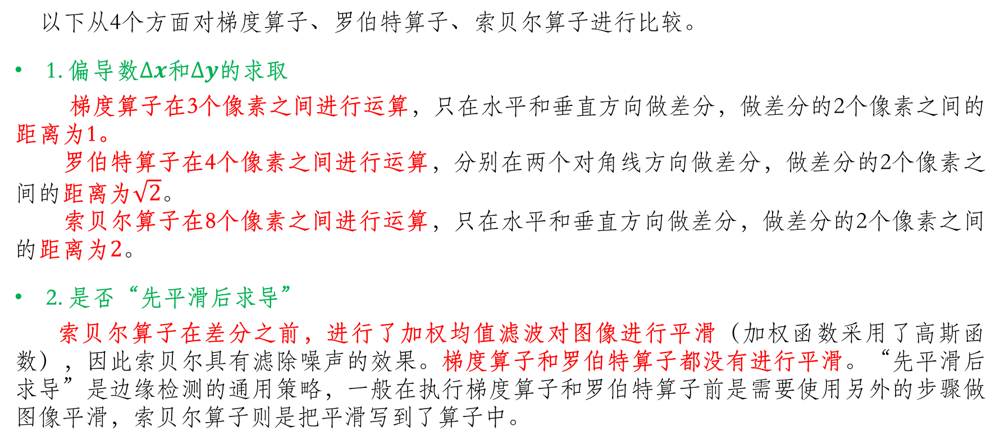 以下从4个方面对梯度算子、罗伯特算子、索贝尔算子进行比较。
• 1. 偏导数Δx和Δy的求取
梯度算子在3个像素之间进行运算，只在水平和垂直方向做差分，做差分的2个像素之间的
距离为1。
罗伯特算子在4个像素之间进行运算，分别在两个对角线方向做差分，做差分的2个像素之
间的距离为√2。
索贝尔算子在8个像素之间进行运算，只在水平和垂直方向做差分，做差分的2个像素之间
的距离为2。
• 2. 是否“先平滑后求导”
索贝尔算子在差分之前，进行了加权均值滤波对图像进行平滑（加权函数采用了高斯函
数），因此索贝尔具有滤除噪声的效果。梯度算子和罗伯特算子都没有进行平滑。“先平滑后
求导”是边缘检测的通用策略，一般在执行梯度算子和罗伯特算子前是需要使用另外的步骤做
图像平滑，索贝尔算子则是把平滑写到了算子中。